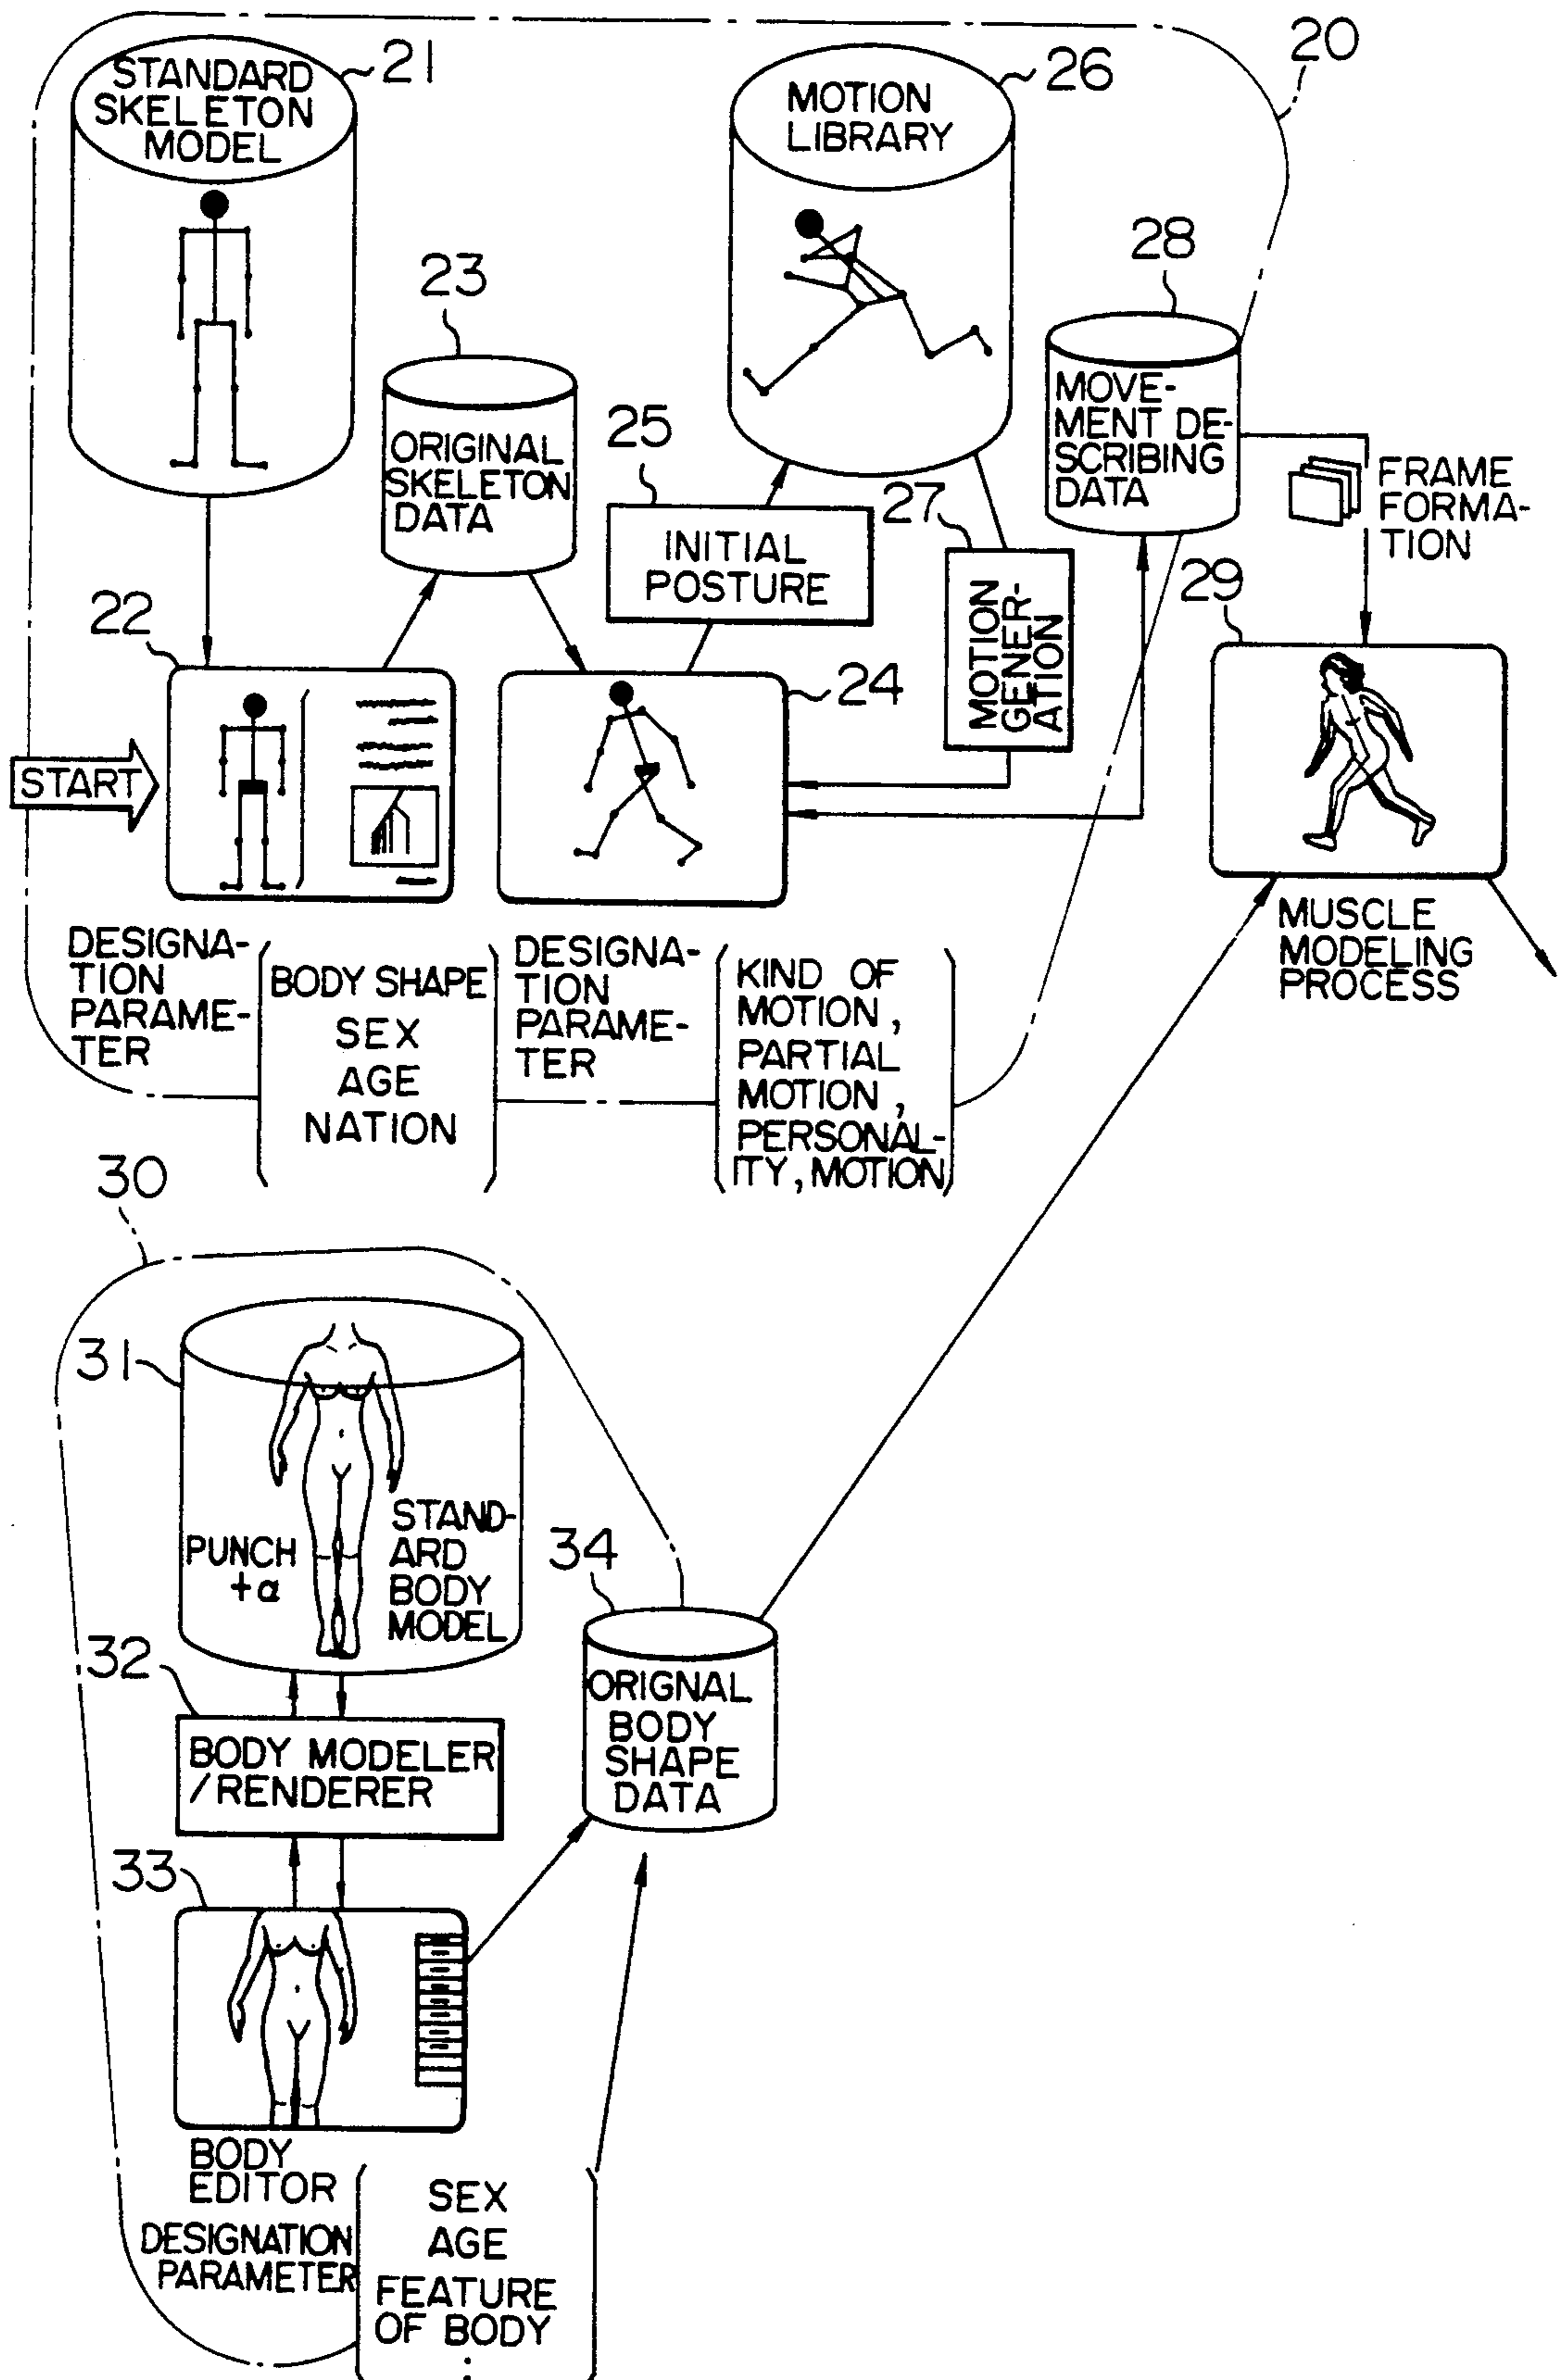 20
STANDARD
SKELETON
MODEL
21
MOTION
LIBRARY
26
23
28
ORIGINAL
SKELETON
DATA
25
INITIAL
POSTURE
27
MOTION
GENER-
ATION
MOVE-
MENT DE-
SCRIBING
DATA
FRAME
FORMA-
TION
22
24
29
START
MUSCLE
MODELING
PROCESS
DESIGNA-
TION
PARAME-
TER
BODY SHAPE
SEX
AGE
NATION
DESIGNA-
TION
PARAME-
TER
KIND OF
MOTION,
PARTIAL
MOTION,
PERSONAL-
ITY, MOTION
30
31
PUNCH
+α
STAND-
ARD
BODY
MODEL
32
BODY MODELER
/RENDERER
34
ORIGNAL
BODY
SHAPE
DATA
33
BODY
EDITOR
DESIGNATION
PARAMETER
SEX
AGE
FEATURE
OF BODY
: